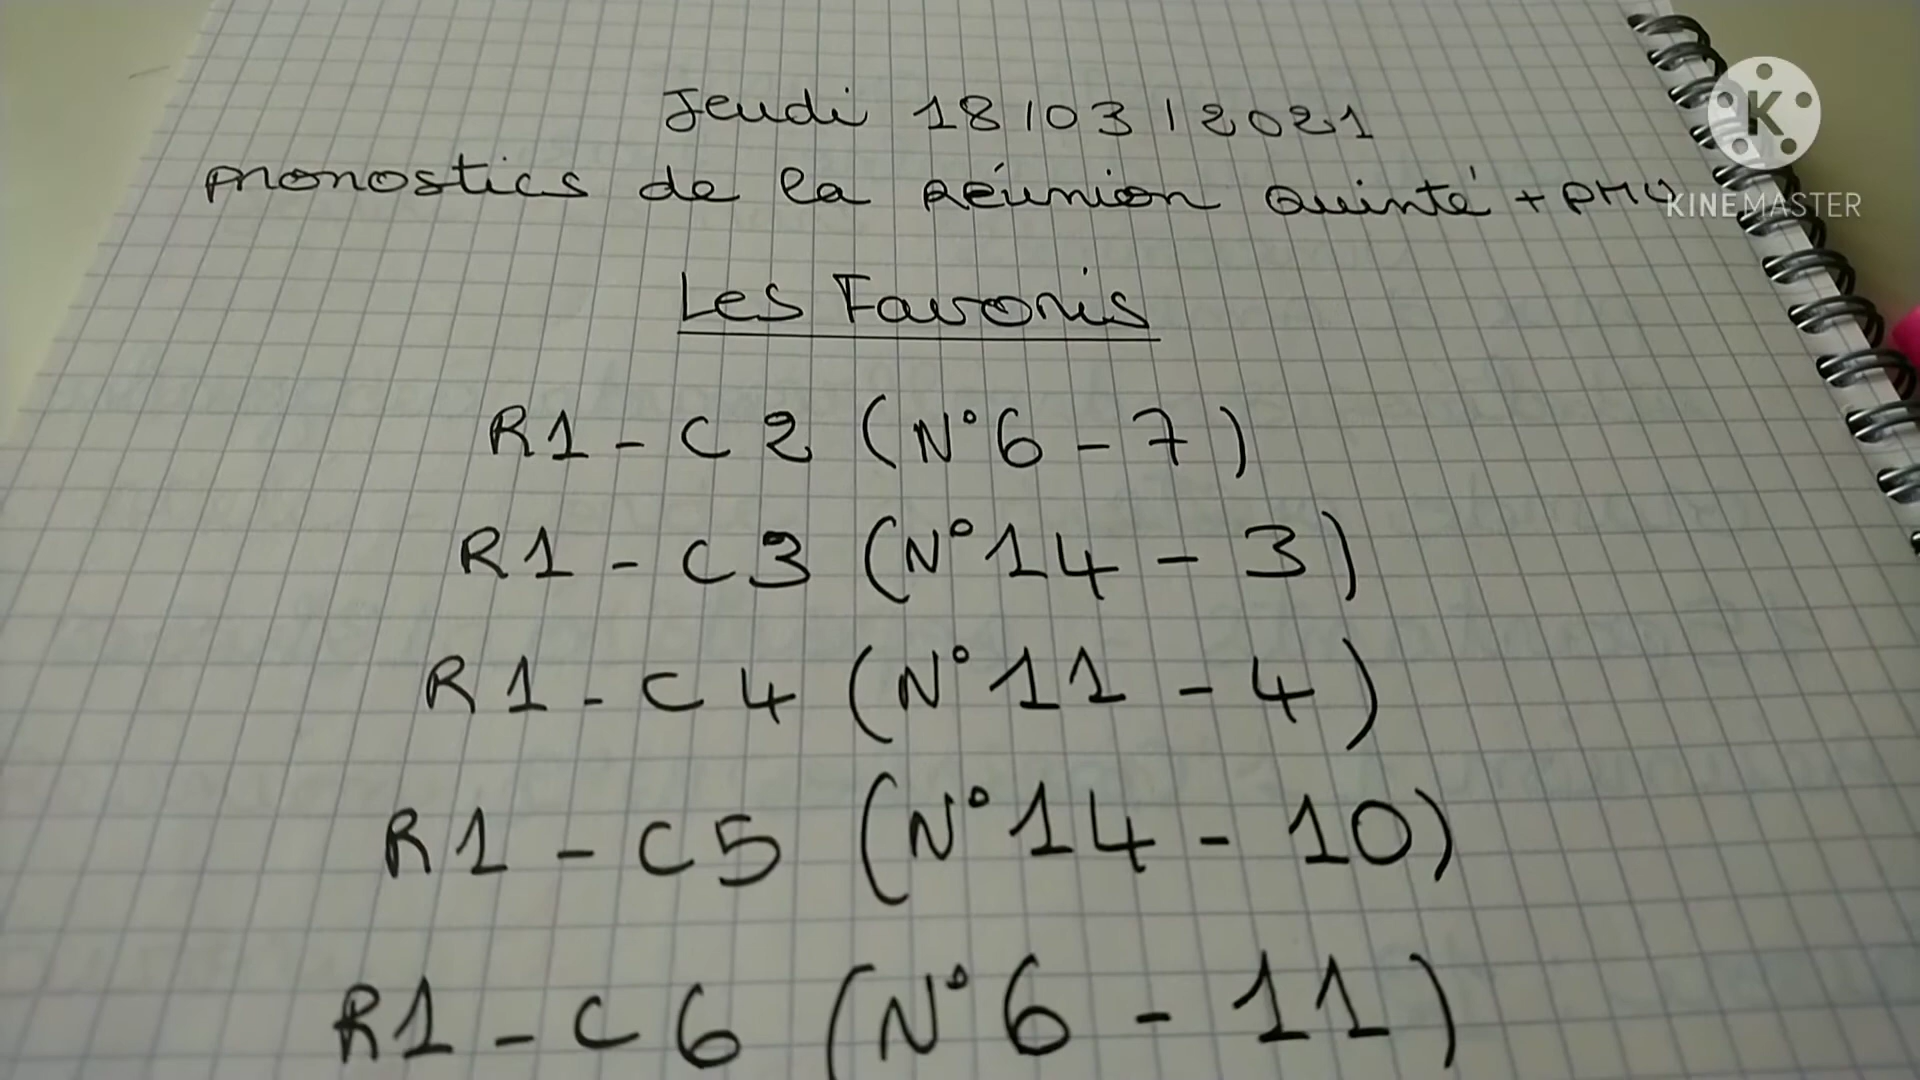 Jeudi 18/03/2021
pronostics de la Réunion Quinté + PMU
Les Favoris
R1 - C2 (N°6 - 7)
R1 - C3 (N°14 - 3)
R1 - C4 (N°11 - 4)
R1 - C5 (N°14 - 10)
R1 - C6 (N°6 - 11)
K
KINEMASTER